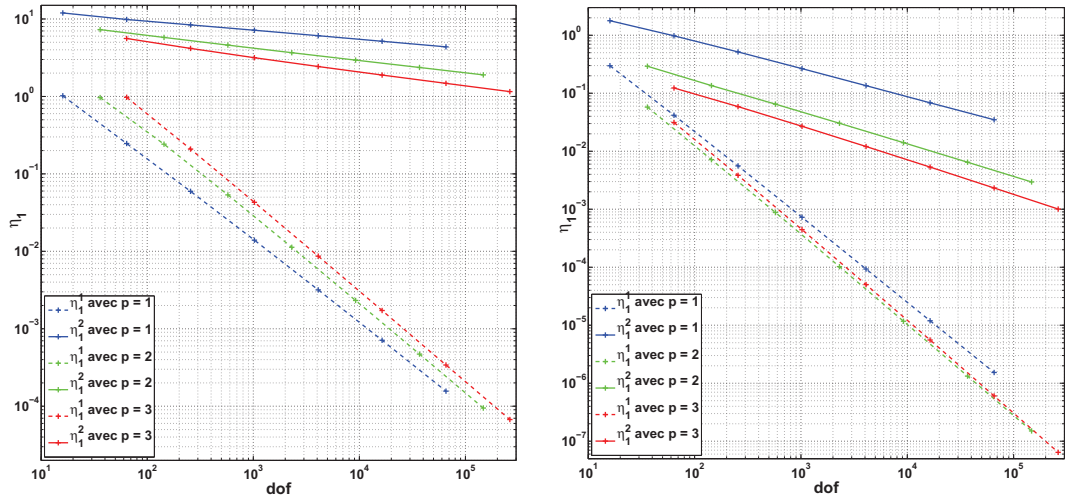 10^1
10^0
10^-1
10^-2
10^-3
10^-4
η_1
η_1^1 avec p = 1
η_1^2 avec p = 1
η_1^1 avec p = 2
η_1^2 avec p = 2
η_1^1 avec p = 3
η_1^2 avec p = 3
10^1 10^2 10^3 10^4 10^5
dof
10^0
10^-1
10^-2
10^-3
10^-4
10^-5
10^-6
10^-7
η_1
η_1^1 avec p = 1
η_1^2 avec p = 1
η_1^1 avec p = 2
η_1^2 avec p = 2
η_1^1 avec p = 3
η_1^2 avec p = 3
10^1 10^2 10^3 10^4 10^5
dof